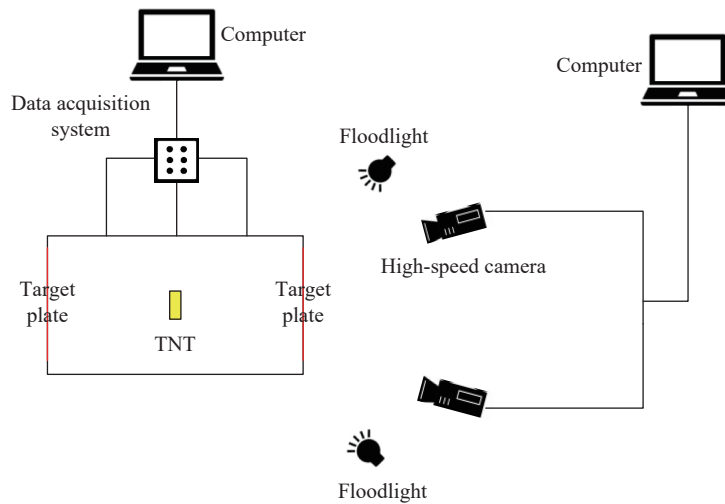 Computer
Computer
Data acquisition
system
Floodlight
High-speed camera
Target
plate
Target
plate
TNT
Floodlight